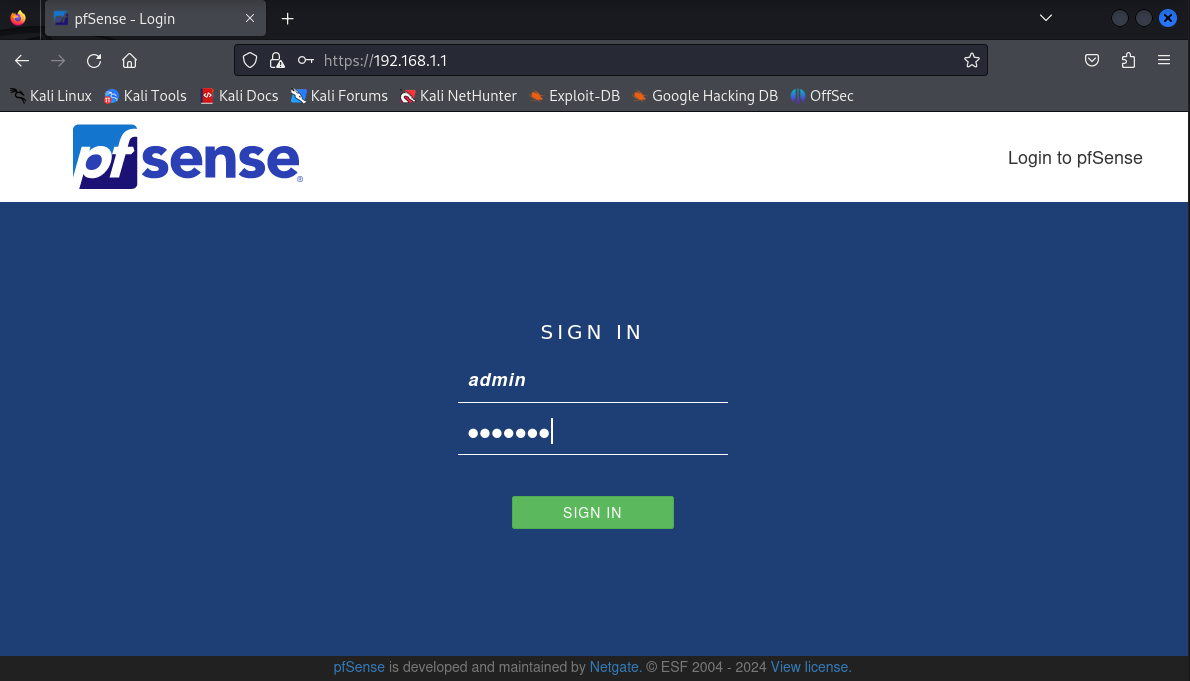 pfSense - Login
https://192.168.1.1
Kali Linux Kali Tools Kali Docs Kali Forums Kali NetHunter Exploit-DB Google Hacking DB OffSec
pfsense®
Login to pfSense
SIGN IN
admin
●●●●●●●
SIGN IN
pfSense is developed and maintained by Netgate. © ESF 2004 - 2024 View license.